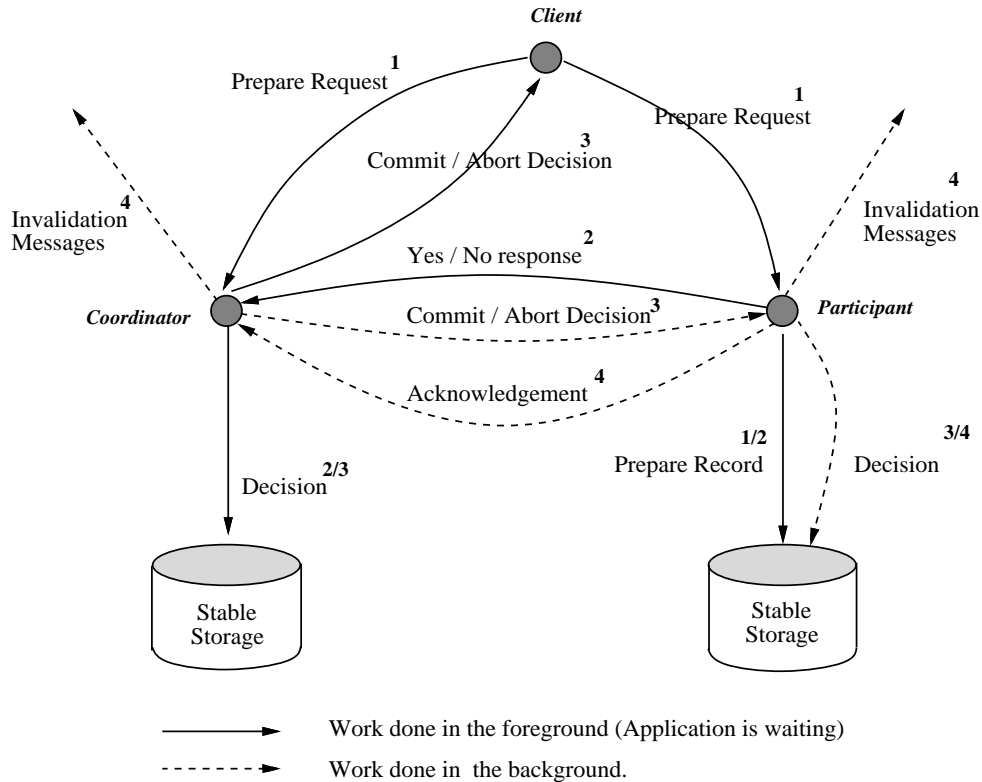 Client
Prepare Request 1
1
Prepare Request
3
Commit / Abort Decision
4
Invalidation
Messages
4
Invalidation
Messages
Yes / No response 2
Coordinator
Commit / Abort Decision 3
Participant
Acknowledgement 4
1/2
Prepare Record
3/4
Decision
Decision 2/3
Stable
Storage
Stable
Storage
Work done in the foreground (Application is waiting)
Work done in the background.